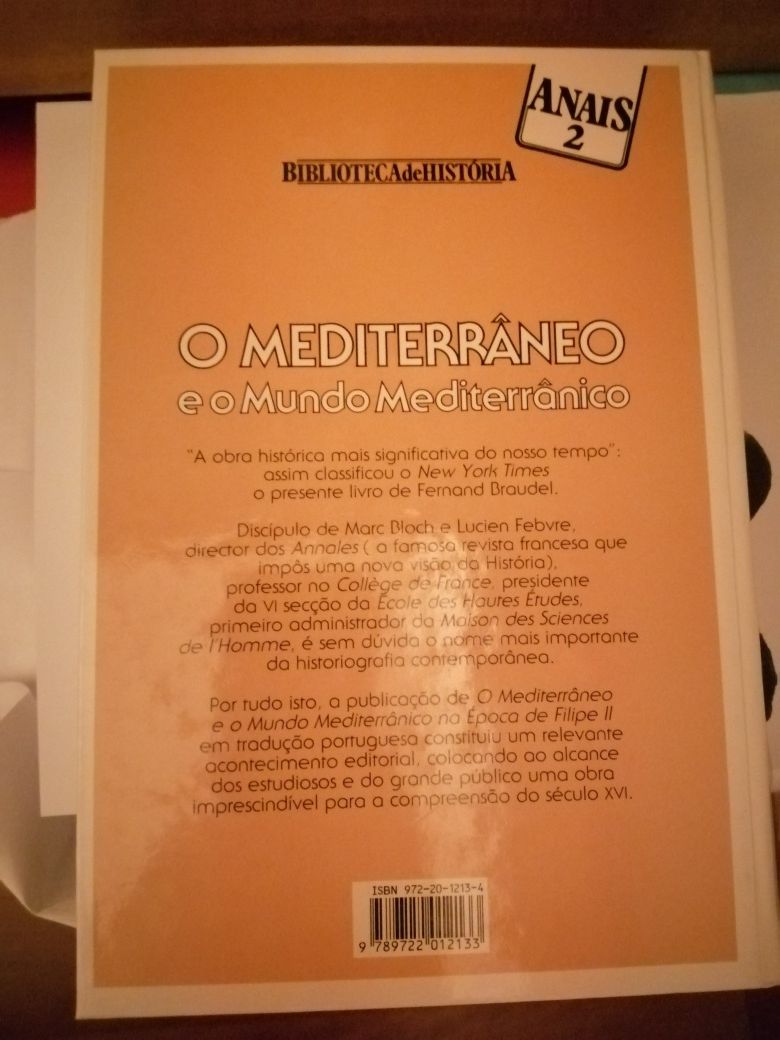 ANAIS
2
BIBLIOTECAdeHISTÓRIA
O MEDITERRÂNEO
e o Mundo Mediterrânico
"A obra histórica mais significativa do nosso tempo":
assim classificou o New York Times
o presente livro de Fernand Braudel.
Discípulo de Marc Bloch e Lucien Febvre,
director dos Annales ( a famosa revista francesa que
impôs uma nova visão da História),
professor no Collège de France, presidente
da VI secção da École des Hautes Études,
primeiro administrador da Maison des Sciences
de l'Homme, é sem dúvida o nome mais importante
da historiografia contemporânea.
Por tudo isto, a publicação de O Mediterrâneo
e o Mundo Mediterrânico na Época de Filipe II
em tradução portuguesa constituiu um relevante
acontecimento editorial, colocando ao alcance
dos estudiosos e do grande público uma obra
imprescindível para a compreensão do século XVI.
ISBN 972-20-1213-4
9 789722 012133